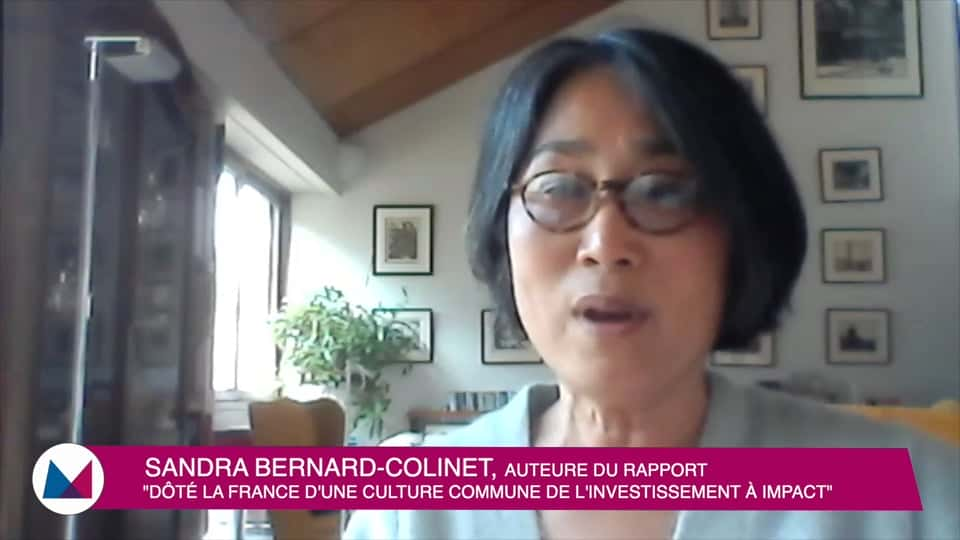 SANDRA BERNARD-COLINET, AUTEURE DU RAPPORT
"DÔTÉ LA FRANCE D'UNE CULTURE COMMUNE DE L'INVESTISSEMENT À IMPACT"